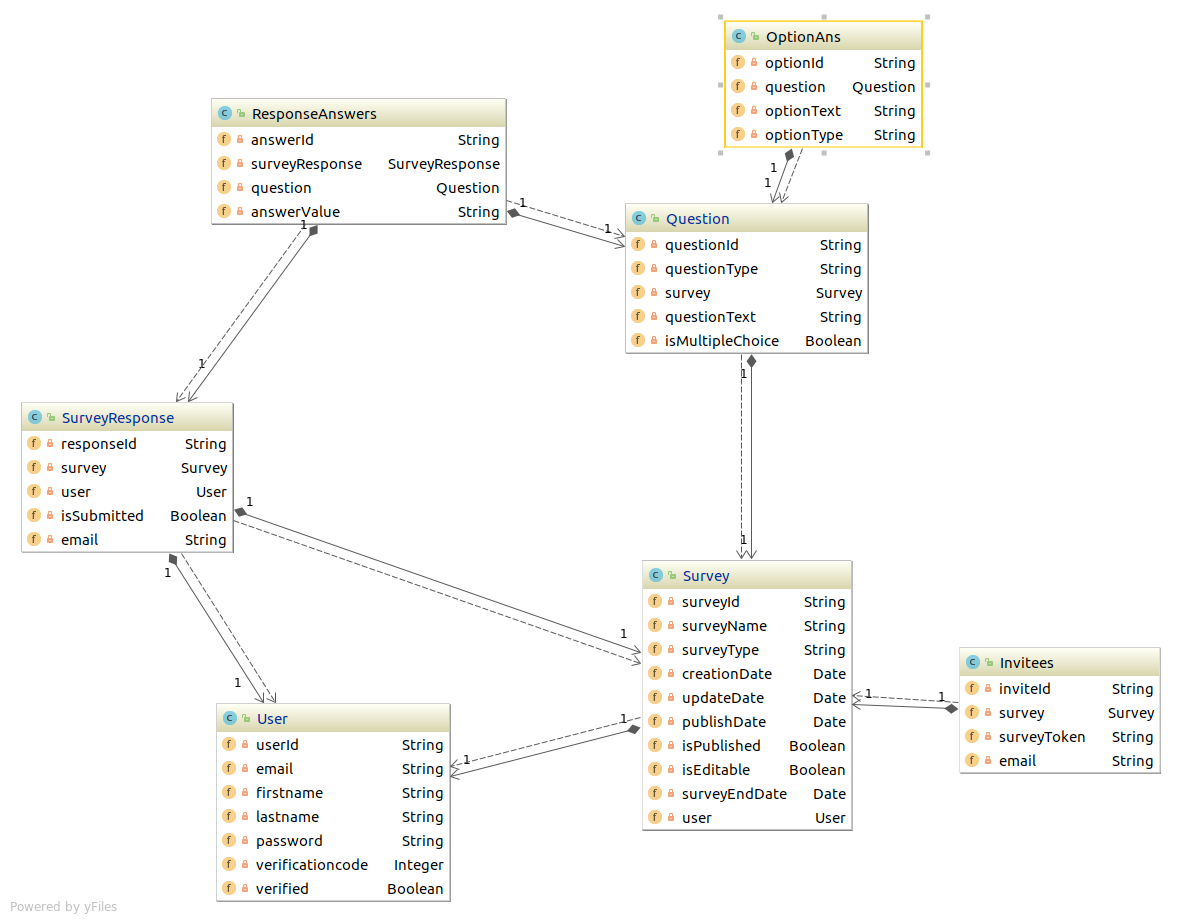 OptionAns
optionId String
question Question
optionText String
optionType String
ResponseAnswers
answerId String
surveyResponse SurveyResponse
question Question
answerValue String
1
1
1
1
1
1
Question
questionId String
questionType String
survey Survey
questionText String
isMultipleChoice Boolean
1
1
SurveyResponse
responseId String
survey Survey
user User
isSubmitted Boolean
email String
1
1
1
1
Survey
surveyId String
surveyName String
surveyType String
creationDate Date
updateDate Date
publishDate Date
isPublished Boolean
isEditable Boolean
surveyEndDate Date
user User
1
1
Invitees
inviteId String
survey Survey
surveyToken String
email String
1
1
User
userId String
email String
firstname String
lastname String
password String
verificationcode Integer
verified Boolean
Powered by yFiles